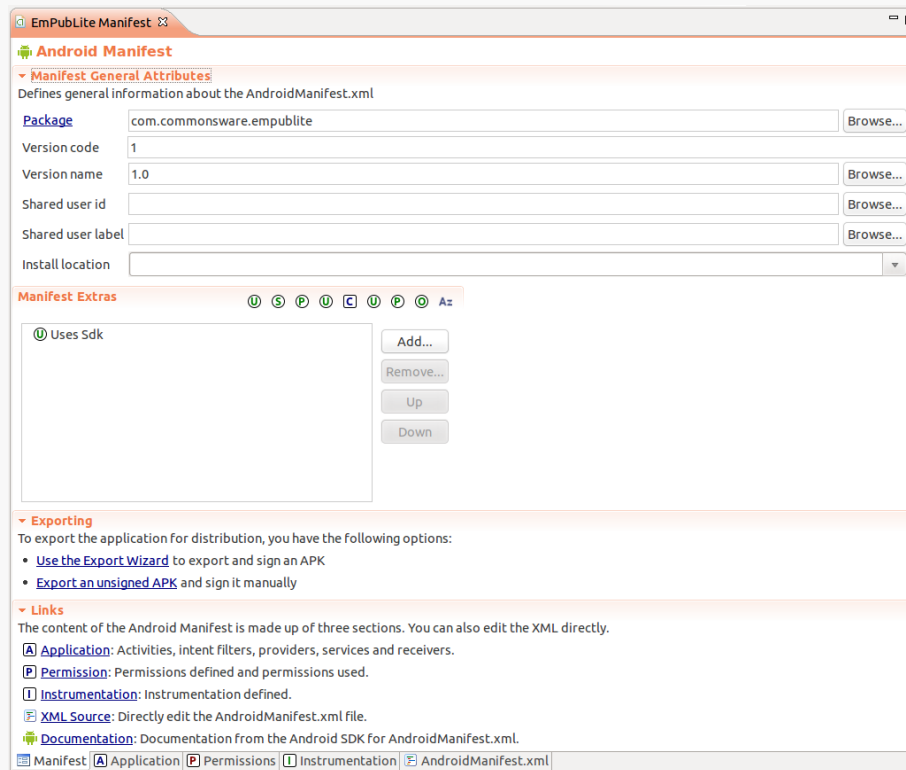 EmPubLite Manifest
Android Manifest
Manifest General Attributes
Defines general information about the AndroidManifest.xml
Package com.commonsware.empublite Browse...
Version code 1
Version name 1.0 Browse...
Shared user id Browse...
Shared user label Browse...
Install location
Manifest Extras U S P U C U P O Az
U Uses Sdk
Add...
Remove...
Up
Down
Exporting
To export the application for distribution, you have the following options:
• Use the Export Wizard to export and sign an APK
• Export an unsigned APK and sign it manually
Links
The content of the Android Manifest is made up of three sections. You can also edit the XML directly.
A Application: Activities, intent filters, providers, services and receivers.
P Permission: Permissions defined and permissions used.
I Instrumentation: Instrumentation defined.
XML Source: Directly edit the AndroidManifest.xml file.
Documentation: Documentation from the Android SDK for AndroidManifest.xml.
Manifest A Application P Permissions I Instrumentation AndroidManifest.xml